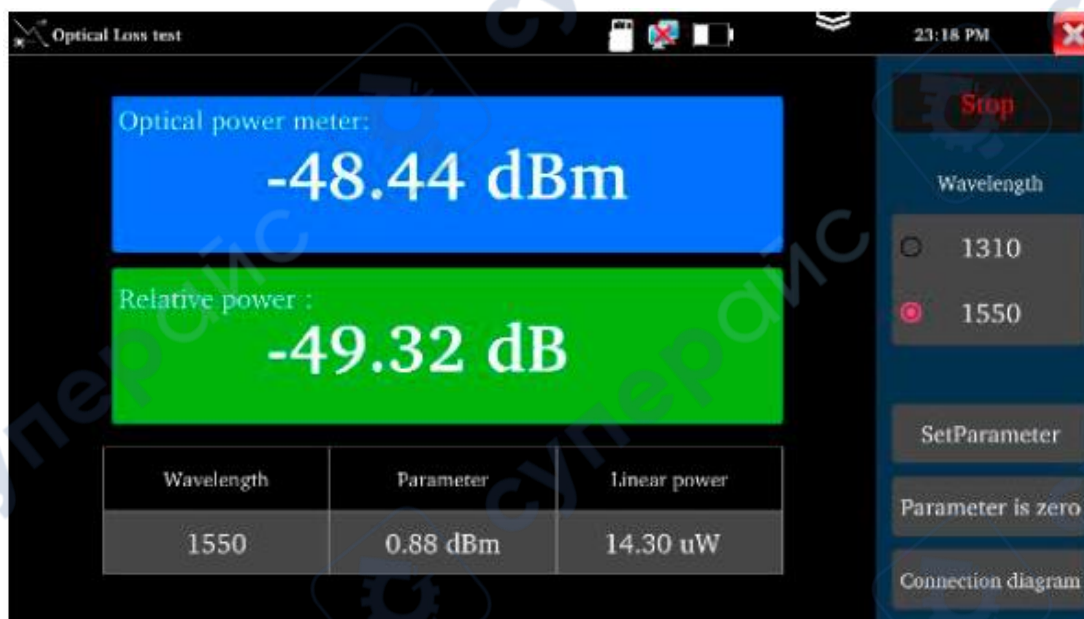 Optical Loss test
23:18 PM
Optical power meter:
-48.44 dBm
Relative power :
-49.32 dB
Wavelength Parameter Linear power
1550 0.88 dBm 14.30 uW
Stop
Wavelength
1310
1550
SetParameter
Parameter is zero
Connection diagram
суперайс